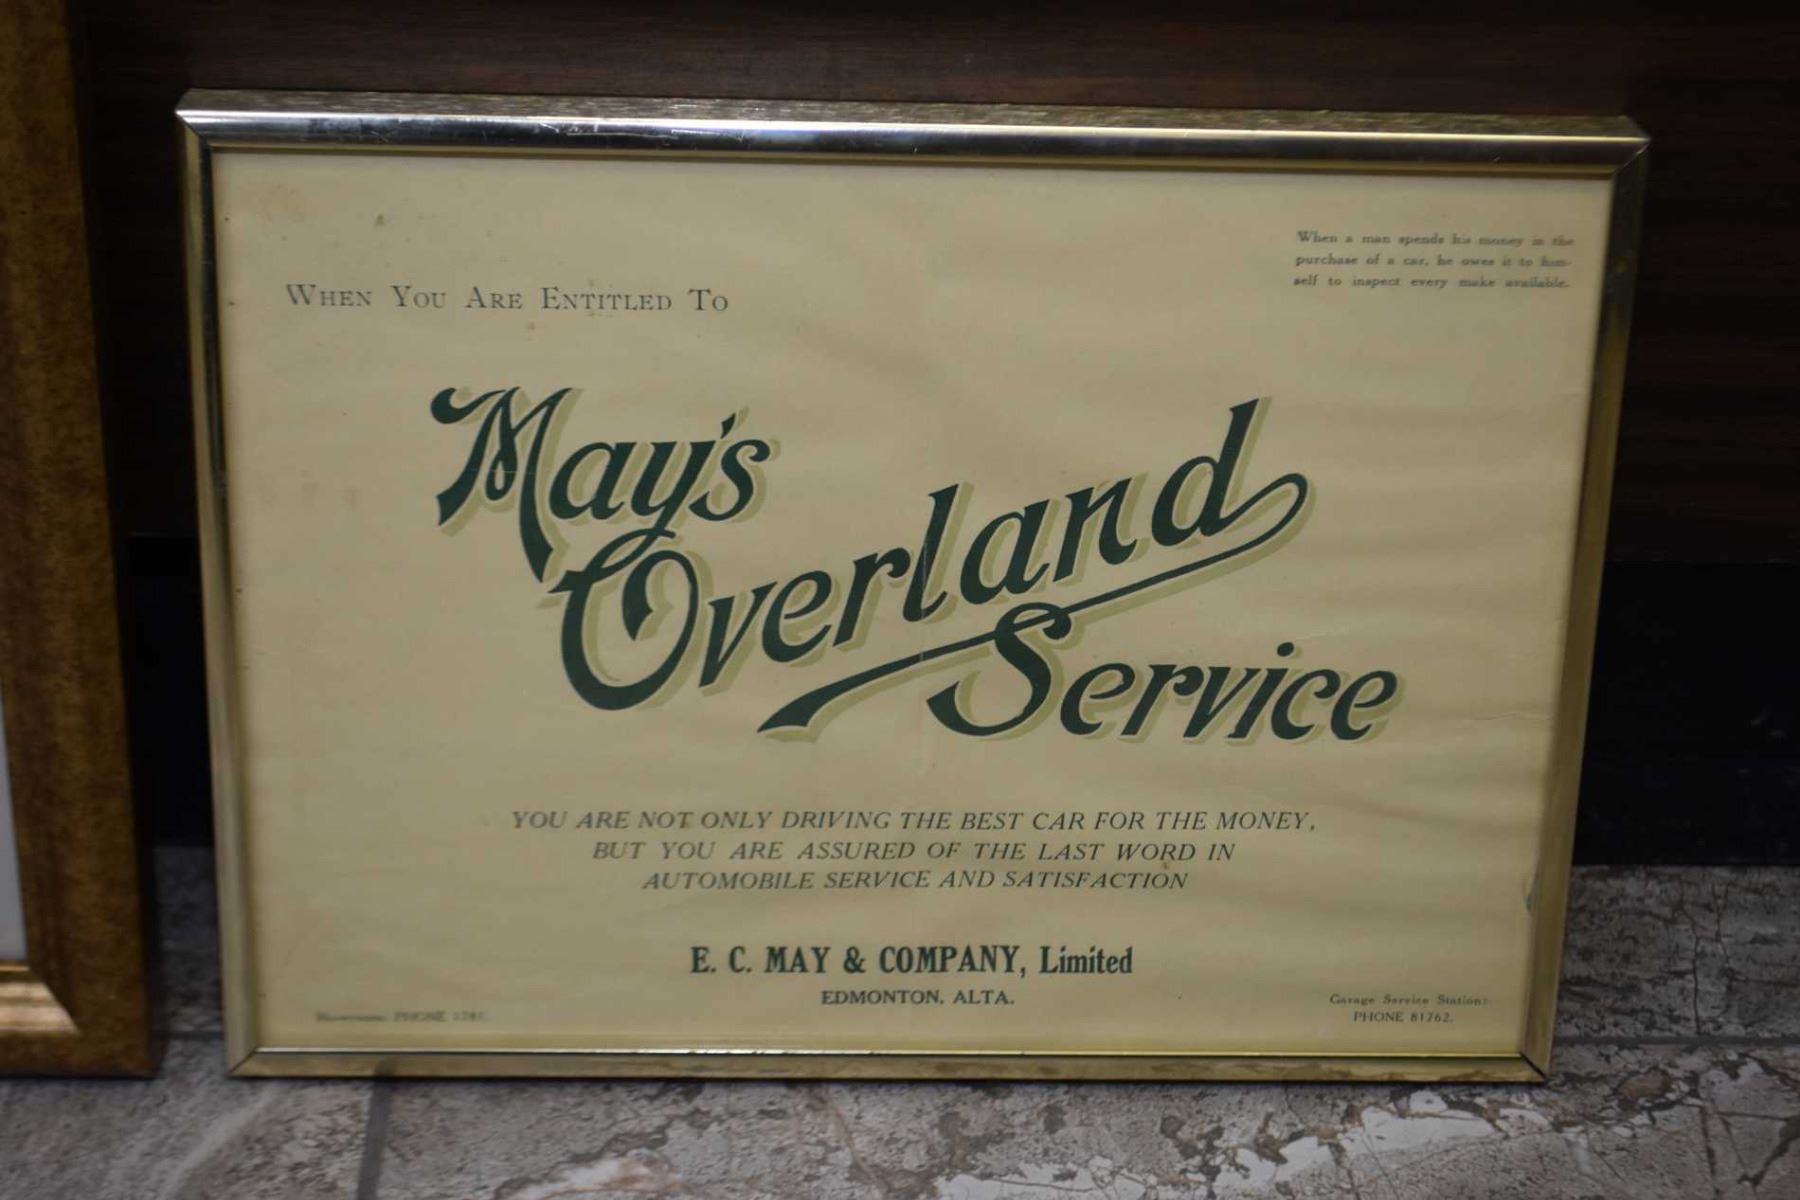 When a man spends his money in the
purchase of a car, he owes it to him-
self to inspect every make available.
WHEN YOU ARE ENTITLED TO
May's
Overland
Service
YOU ARE NOT ONLY DRIVING THE BEST CAR FOR THE MONEY,
BUT YOU ARE ASSURED OF THE LAST WORD IN
AUTOMOBILE SERVICE AND SATISFACTION
E. C. MAY & COMPANY, Limited
EDMONTON, ALTA.
PHONE
Garage Service Station:
PHONE 81762.